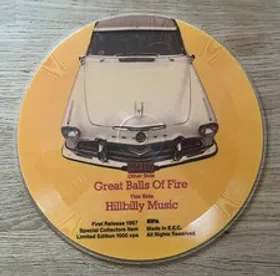 Other Side
Great Balls Of Fire
This Side
Hillbilly Music
First Release 1987
Special Collectors Item
Limited Edition 1000 cps
Made in E.E.C.
All Rights Reserved